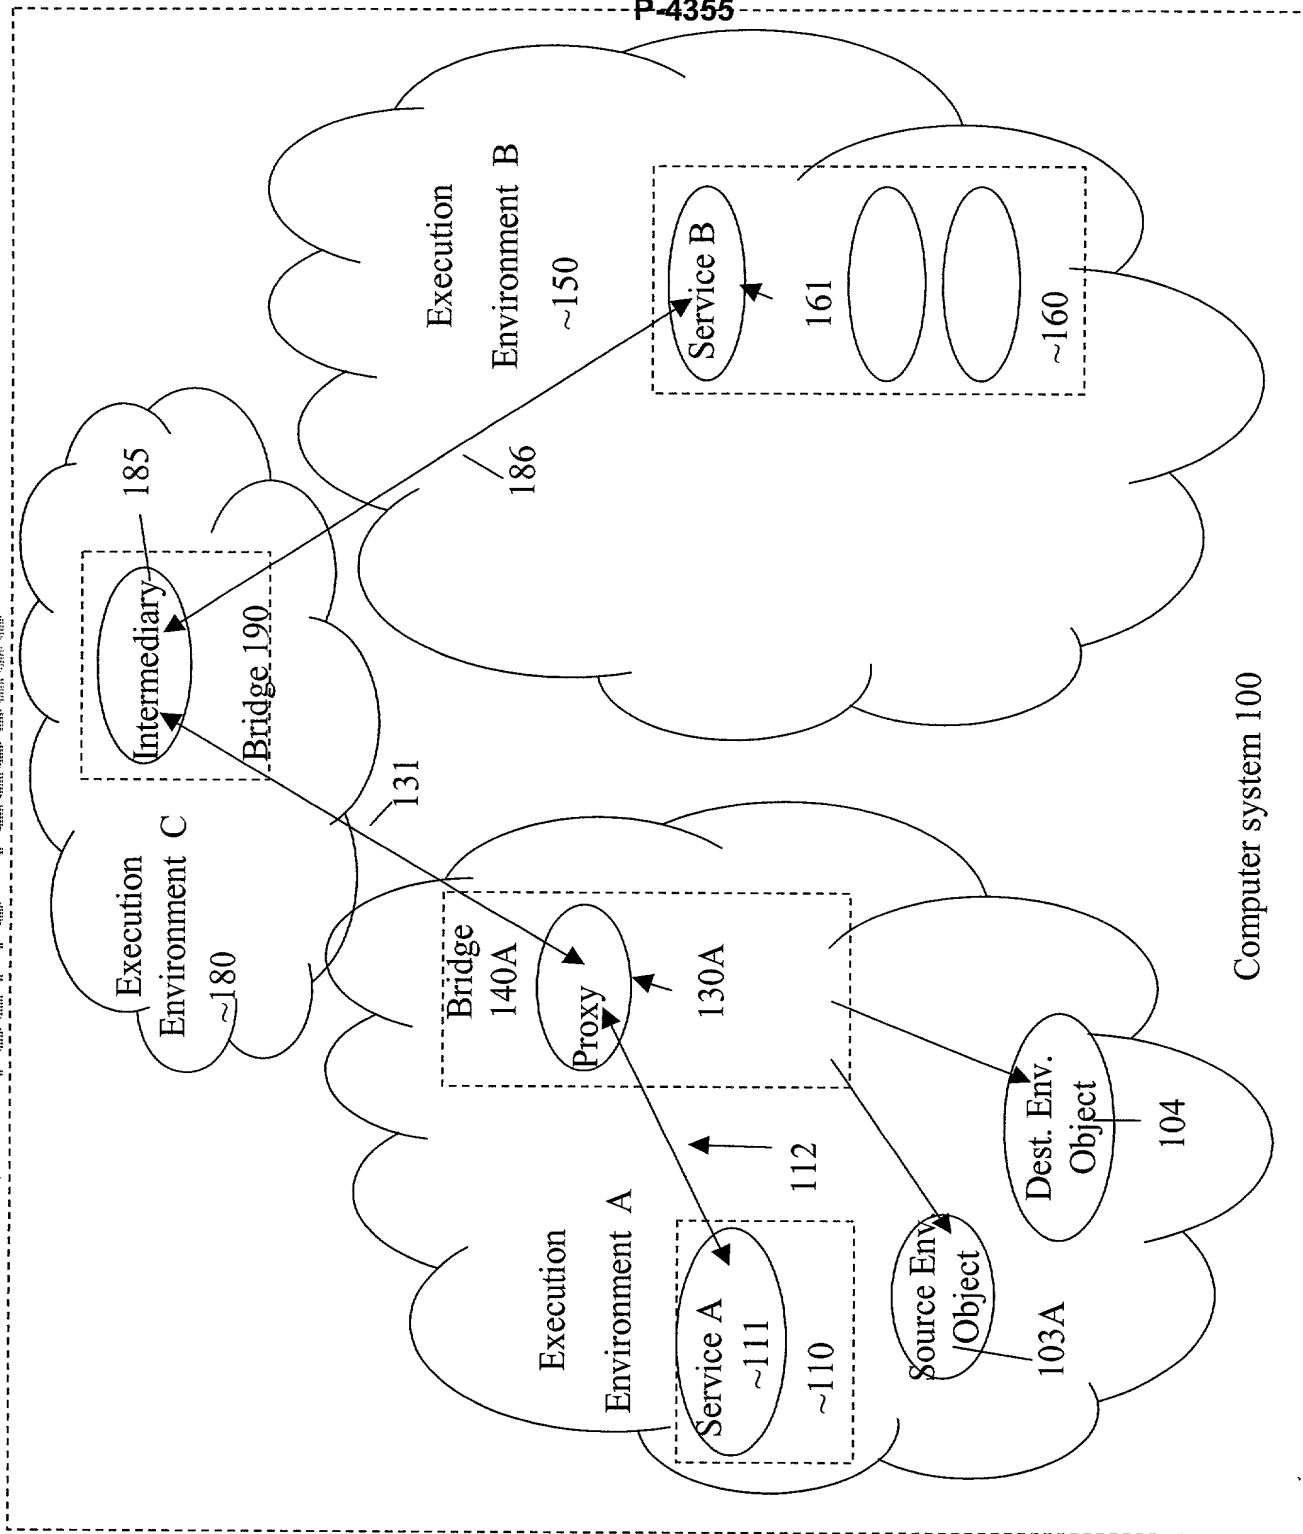 P-4355
Execution
Environment C
~180
Intermediary
185
Bridge 190
131
186
Execution
Environment B
~150
Service B
161
~160
Execution
Environment A
Bridge
140A
Proxy
130A
112
Service A
~111
~110
Source Env.
Object
103A
Dest. Env.
Object
104
Computer system 100